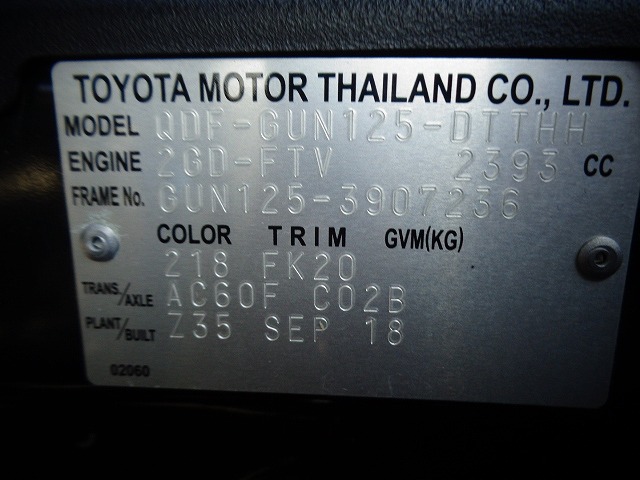 TOYOTA MOTOR THAILAND CO., LTD.
MODEL QDF-GUN125-DTTHH
ENGINE 2GD-FTV 2393 CC
FRAME No. GUN125-3907236
COLOR TRIM GVM(KG)
218 FK20
TRANS./AXLE AC60F C02B
PLANT/BUILT Z35 SEP 18
02060